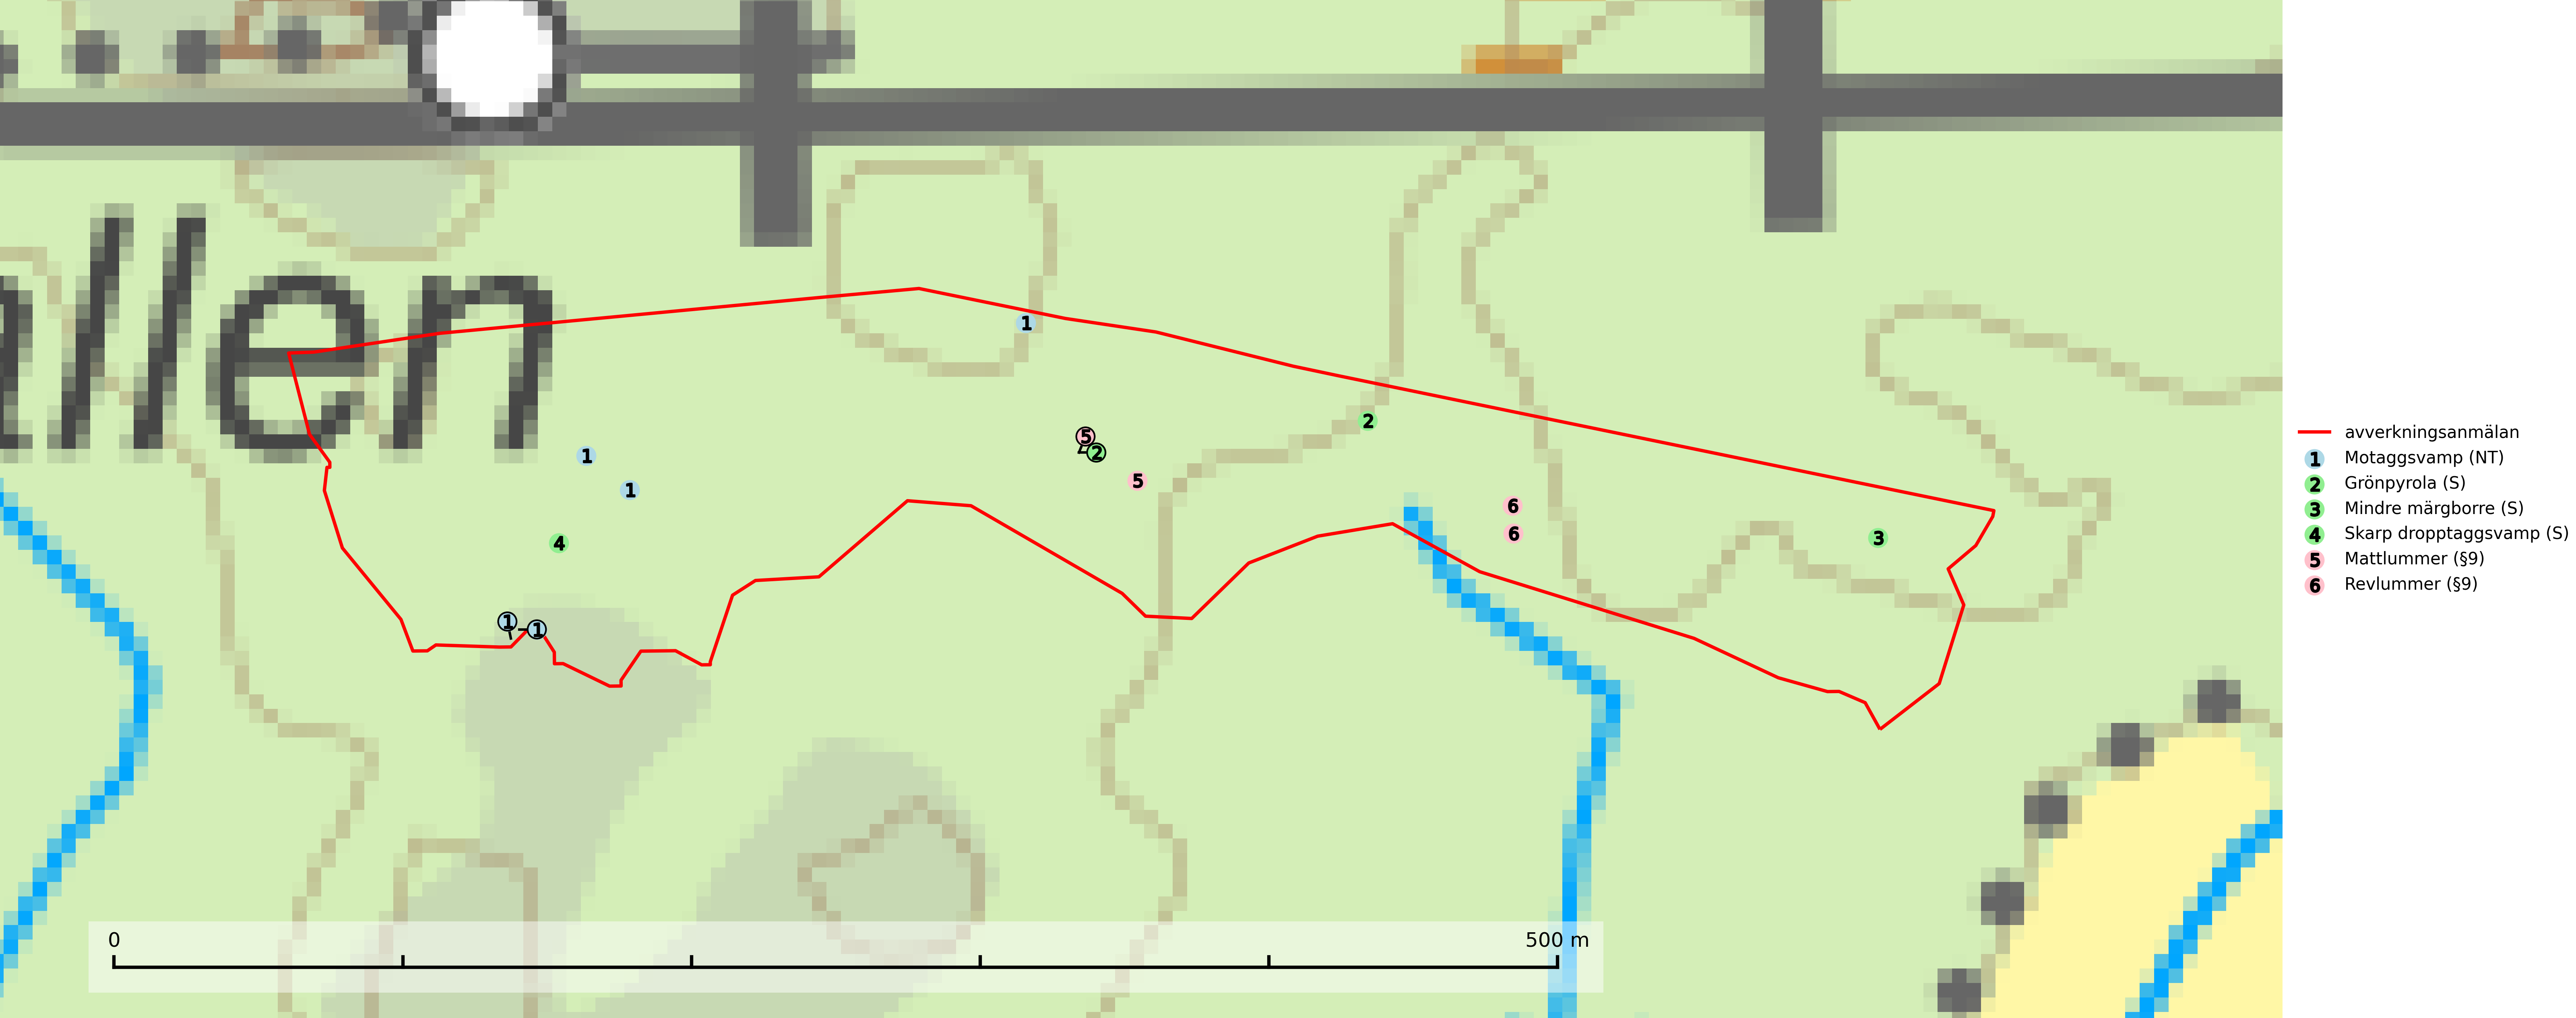 llen
1
1
1
2
5
2
5
6
6
3
4
1
1
0
500 m
avverkningsanmälan
1 Motaggsvamp (NT)
2 Grönpyrola (S)
3 Mindre märgborre (S)
4 Skarp dropptaggsvamp (S)
5 Mattlummer (§9)
6 Revlummer (§9)